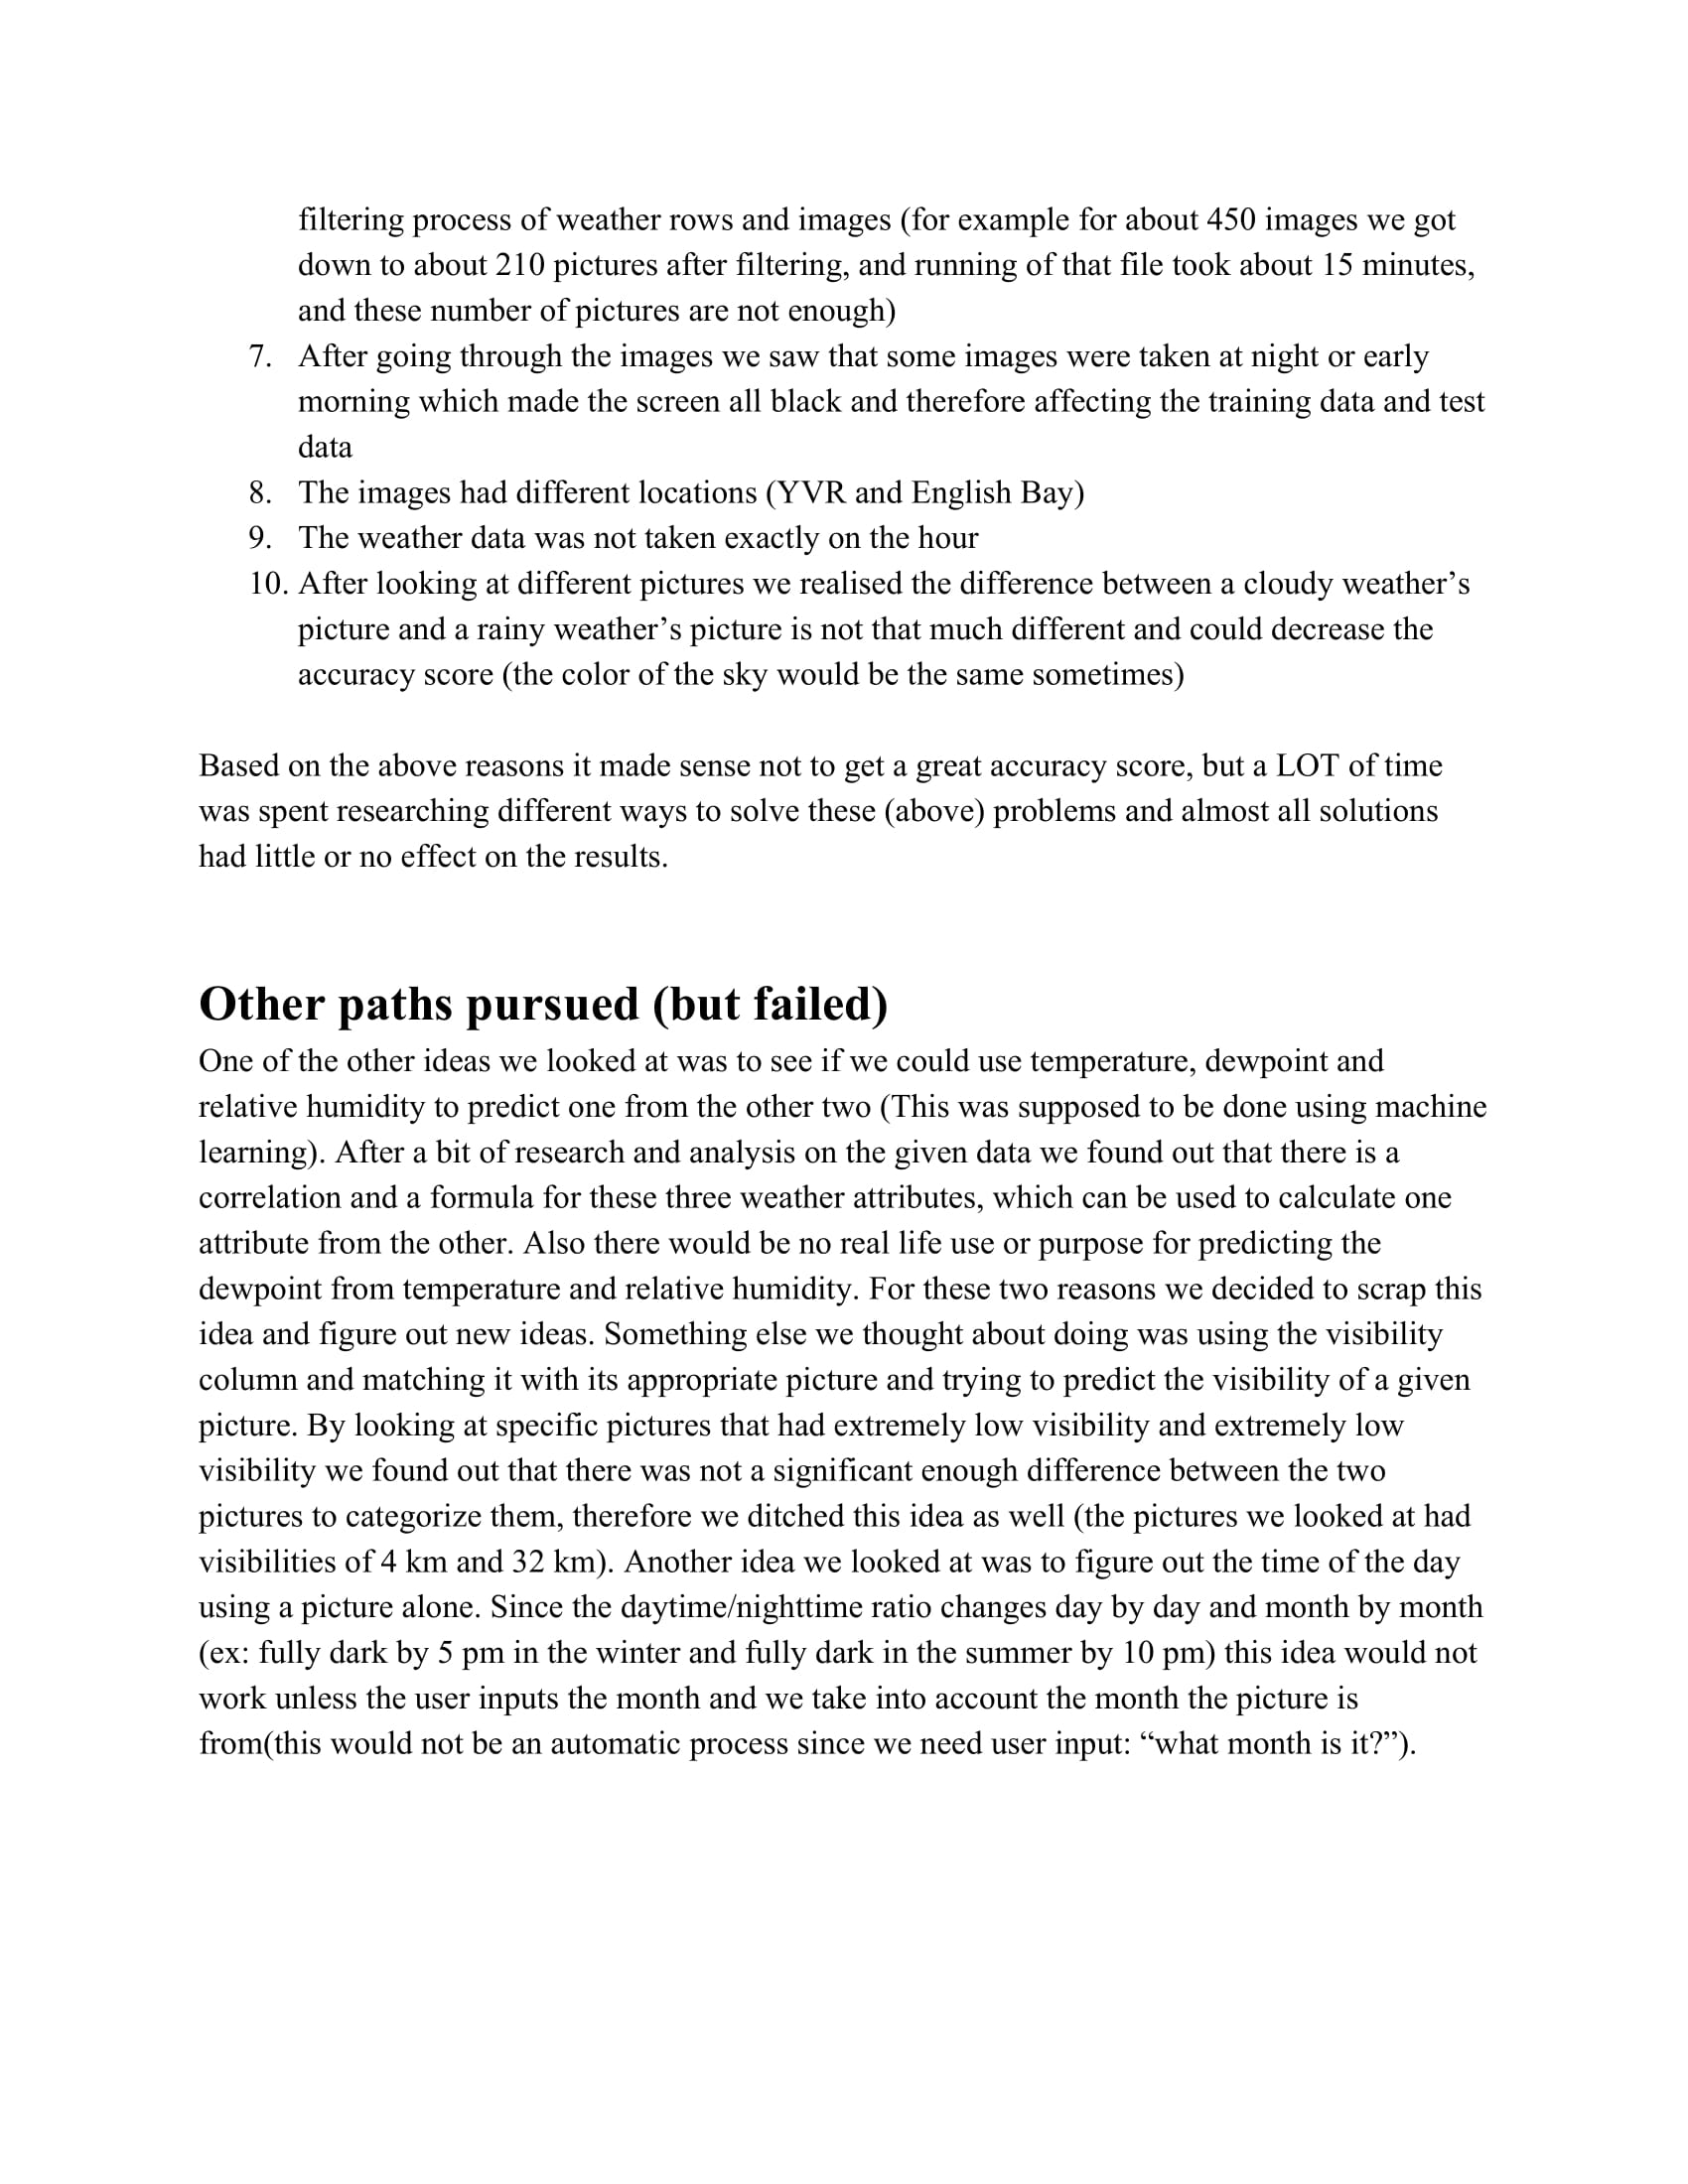 filtering process of weather rows and images (for example for about 450 images we got
down to about 210 pictures after filtering, and running of that file took about 15 minutes,
and these number of pictures are not enough)
7. After going through the images we saw that some images were taken at night or early
morning which made the screen all black and therefore affecting the training data and test
data
8. The images had different locations (YVR and English Bay)
9. The weather data was not taken exactly on the hour
10. After looking at different pictures we realised the difference between a cloudy weather’s
picture and a rainy weather’s picture is not that much different and could decrease the
accuracy score (the color of the sky would be the same sometimes)
Based on the above reasons it made sense not to get a great accuracy score, but a LOT of time
was spent researching different ways to solve these (above) problems and almost all solutions
had little or no effect on the results.
Other paths pursued (but failed)
One of the other ideas we looked at was to see if we could use temperature, dewpoint and
relative humidity to predict one from the other two (This was supposed to be done using machine
learning). After a bit of research and analysis on the given data we found out that there is a
correlation and a formula for these three weather attributes, which can be used to calculate one
attribute from the other. Also there would be no real life use or purpose for predicting the
dewpoint from temperature and relative humidity. For these two reasons we decided to scrap this
idea and figure out new ideas. Something else we thought about doing was using the visibility
column and matching it with its appropriate picture and trying to predict the visibility of a given
picture. By looking at specific pictures that had extremely low visibility and extremely low
visibility we found out that there was not a significant enough difference between the two
pictures to categorize them, therefore we ditched this idea as well (the pictures we looked at had
visibilities of 4 km and 32 km). Another idea we looked at was to figure out the time of the day
using a picture alone. Since the daytime/nighttime ratio changes day by day and month by month
(ex: fully dark by 5 pm in the winter and fully dark in the summer by 10 pm) this idea would not
work unless the user inputs the month and we take into account the month the picture is
from(this would not be an automatic process since we need user input: “what month is it?”).